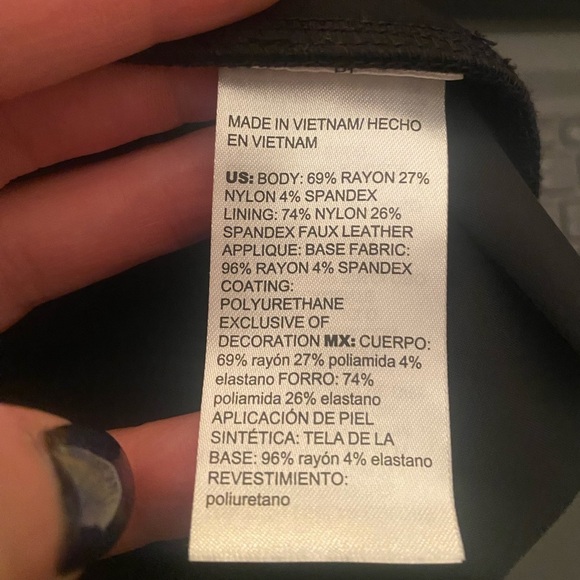 MADE IN VIETNAM/ HECHO
EN VIETNAM
US: BODY: 69% RAYON 27%
NYLON 4% SPANDEX
LINING: 74% NYLON 26%
SPANDEX FAUX LEATHER
APPLIQUE: BASE FABRIC:
96% RAYON 4% SPANDEX
COATING:
POLYURETHANE
EXCLUSIVE OF
DECORATION MX: CUERPO:
69% rayón 27% poliamida 4%
elastano FORRO: 74%
poliamida 26% elastano
APLICACIÓN DE PIEL
SINTÉTICA: TELA DE LA
BASE: 96% rayón 4% elastano
REVESTIMIENTO:
poliuretano